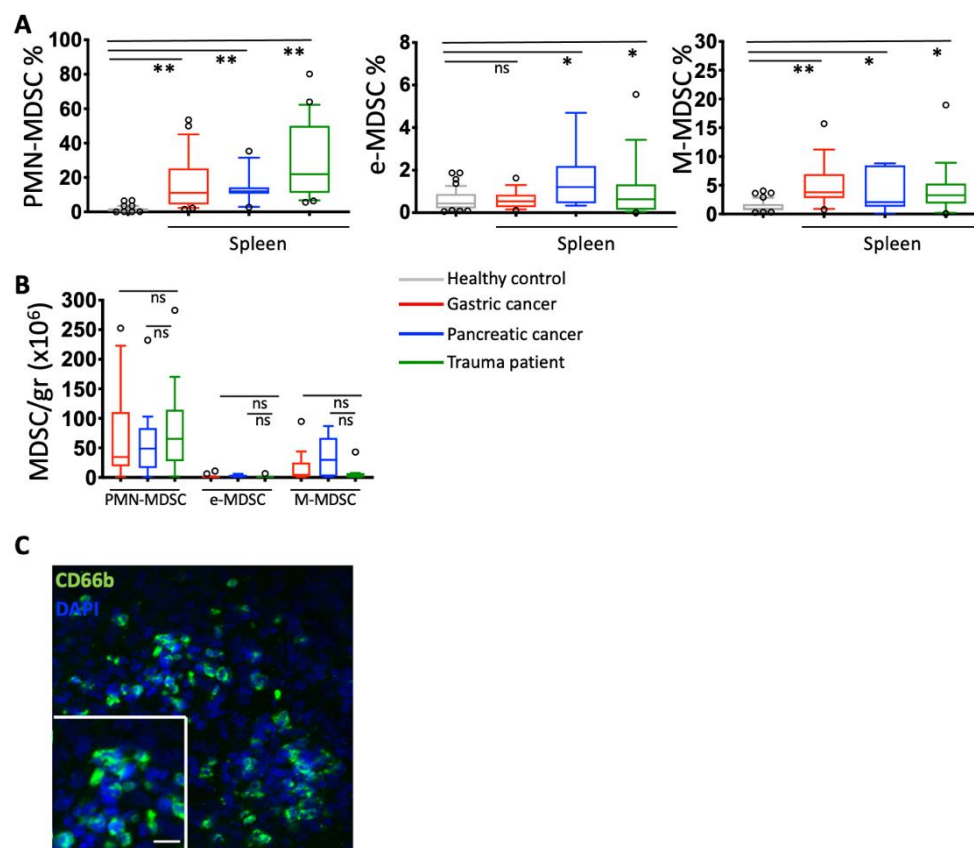 A
PMN-MDSC %
100
80
60
40
20
0
** ** **
Spleen
e-MDSC %
8
6
4
2
0
ns * *
Spleen
M-MDSC %
30
25
20
15
10
5
0
** * *
Spleen
Healthy control
Gastric cancer
Pancreatic cancer
Trauma patient
B
MDSC/gr (x10⁶)
300
250
200
150
100
50
0
ns
ns
ns
ns
ns
ns
PMN-MDSC e-MDSC M-MDSC
C
CD66b
DAPI